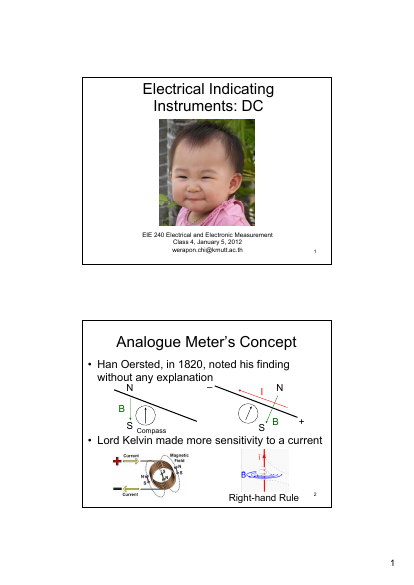 Electrical Indicating
Instruments: DC
EIE 240 Electrical and Electronic Measurement
Class 4, January 5, 2012
werapon.chi@kmutt.ac.th
1
Analogue Meter's Concept
• Han Oersted, in 1820, noted his finding
without any explanation
N
B
S
Compass
–
I
N
B
S
+
• Lord Kelvin made more sensitivity to a current
Current
Magnetic
Field
N
S
N
S
Current
I
B
Right-hand Rule
2
1